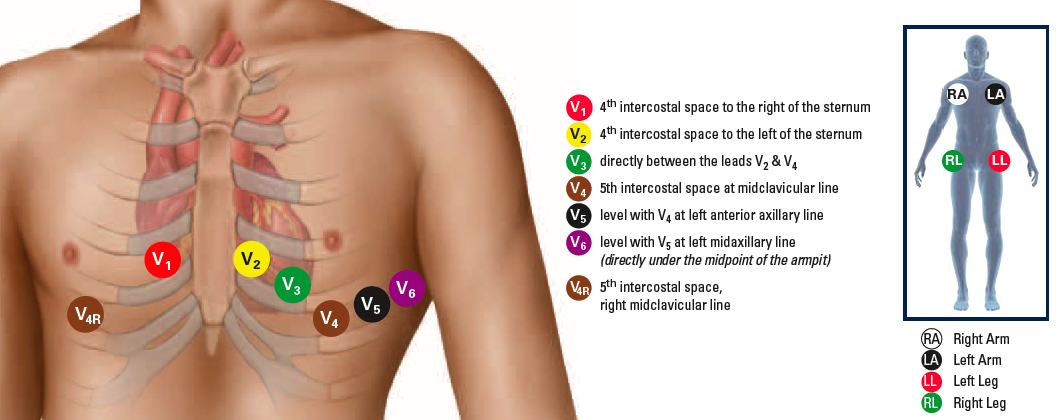 V1
V2
V3
V4
V5
V6
V4R
V1 4th intercostal space to the right of the sternum
V2 4th intercostal space to the left of the sternum
V3 directly between the leads V2 & V4
V4 5th intercostal space at midclavicular line
V5 level with V4 at left anterior axillary line
V6 level with V5 at left midaxillary line
(directly under the midpoint of the armpit)
V4R 5th intercostal space,
right midclavicular line
RA LA
RL LL
RA Right Arm
LA Left Arm
LL Left Leg
RL Right Leg